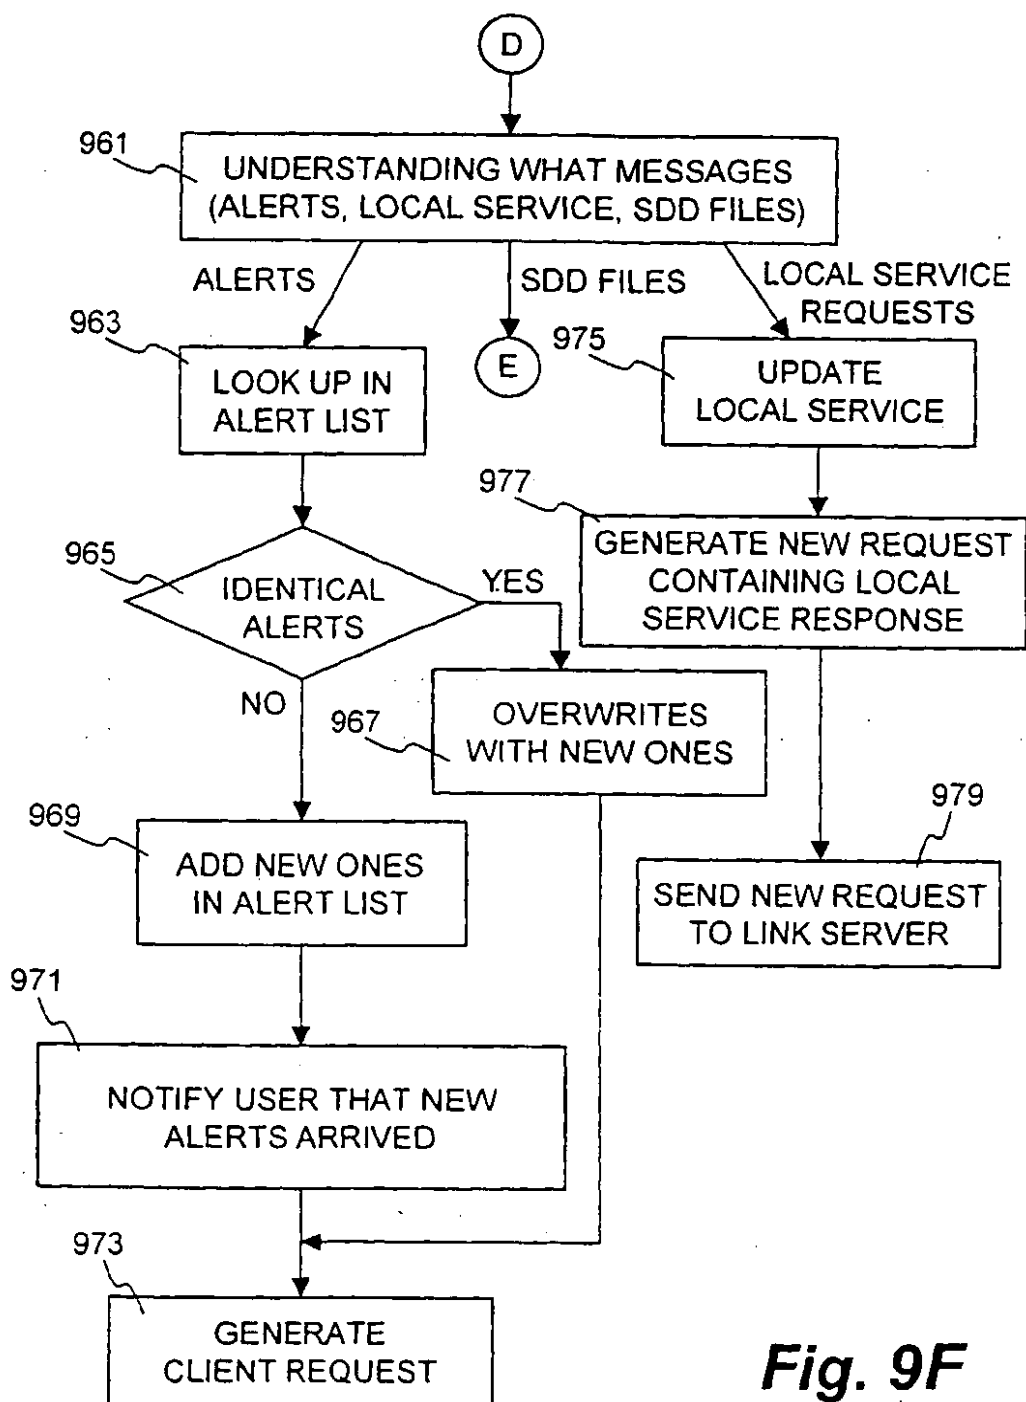 D
961
UNDERSTANDING WHAT MESSAGES
(ALERTS, LOCAL SERVICE, SDD FILES)
ALERTS
SDD FILES
LOCAL SERVICE
REQUESTS
963
LOOK UP IN
ALERT LIST
E
975
UPDATE
LOCAL SERVICE
977
GENERATE NEW REQUEST
CONTAINING LOCAL
SERVICE RESPONSE
965
IDENTICAL
ALERTS
YES
NO
967
OVERWRITES
WITH NEW ONES
979
SEND NEW REQUEST
TO LINK SERVER
969
ADD NEW ONES
IN ALERT LIST
971
NOTIFY USER THAT NEW
ALERTS ARRIVED
973
GENERATE
CLIENT REQUEST
Fig. 9F